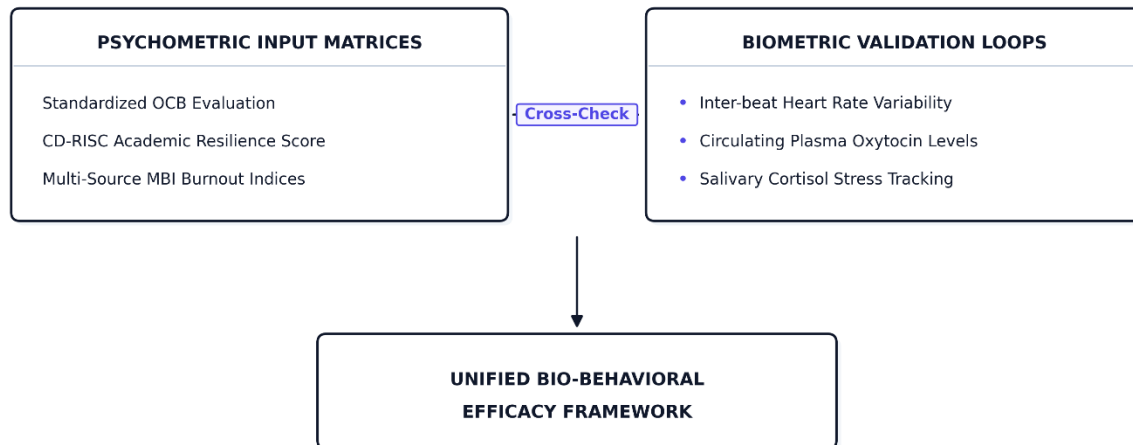 PSYCHOMETRIC INPUT MATRICES
Standardized OCB Evaluation
CD-RISC Academic Resilience Score
Multi-Source MBI Burnout Indices
Cross-Check
BIOMETRIC VALIDATION LOOPS
• Inter-beat Heart Rate Variability
• Circulating Plasma Oxytocin Levels
• Salivary Cortisol Stress Tracking
UNIFIED BIO-BEHAVIORAL
EFFICACY FRAMEWORK